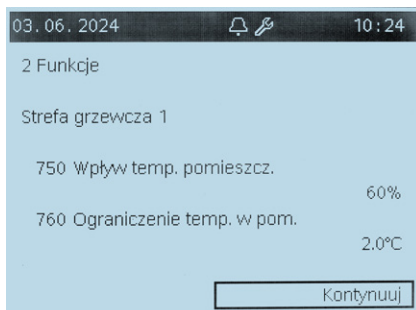 03.06.2024 10:24
2 Funkcje
Strefa grzewcza 1
750 Wpływ temp. pomieszcz.
60%
760 Ograniczenie temp. w pom.
2.0°C
Kontynuuj